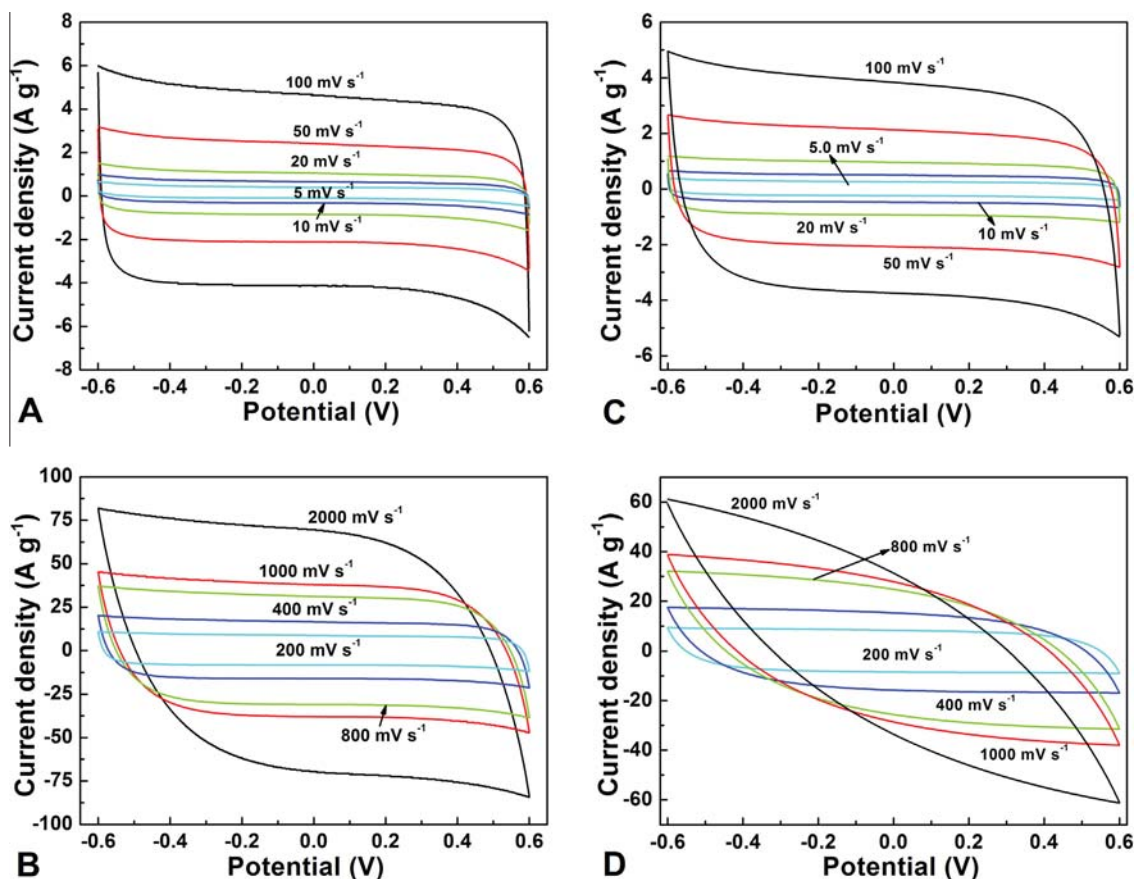 8
6
4
2
0
-2
-4
-6
-8
Current density (A g⁻¹)
100 mV s⁻¹
50 mV s⁻¹
20 mV s⁻¹
5 mV s⁻¹
10 mV s⁻¹
-0.6 -0.4 -0.2 0.0 0.2 0.4 0.6
Potential (V)
A
6
4
2
0
-2
-4
-6
Current density (A g⁻¹)
100 mV s⁻¹
5.0 mV s⁻¹
20 mV s⁻¹
10 mV s⁻¹
50 mV s⁻¹
-0.6 -0.4 -0.2 0.0 0.2 0.4 0.6
Potential (V)
C
100
75
50
25
0
-25
-50
-75
-100
Current density (A g⁻¹)
2000 mV s⁻¹
1000 mV s⁻¹
400 mV s⁻¹
200 mV s⁻¹
800 mV s⁻¹
-0.6 -0.4 -0.2 0.0 0.2 0.4 0.6
Potential (V)
B
60
40
20
0
-20
-40
-60
Current density (A g⁻¹)
2000 mV s⁻¹
800 mV s⁻¹
200 mV s⁻¹
400 mV s⁻¹
1000 mV s⁻¹
-0.6 -0.4 -0.2 0.0 0.2 0.4 0.6
Potential (V)
D